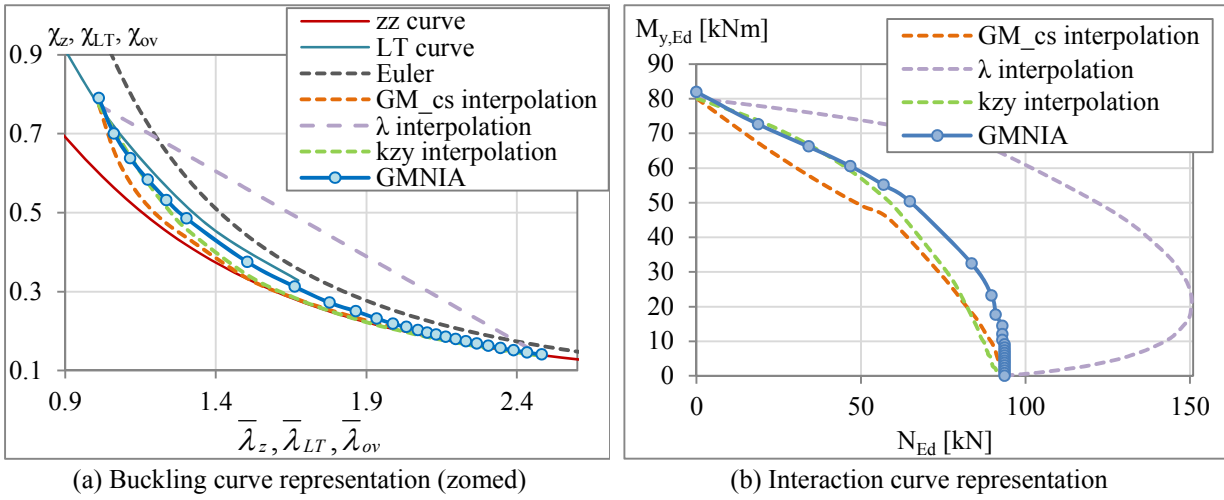 χz, χLT, χov
0.9
0.7
0.5
0.3
0.1
0.9
1.4
1.9
2.4
zz curve
LT curve
Euler
GM_cs interpolation
λ interpolation
kzy interpolation
GMNIA
λ̅z, λ̅LT, λ̅ov
(a) Buckling curve representation (zomed)
My,Ed [kNm]
90
80
70
60
50
40
30
20
10
0
0
50
100
150
GM_cs interpolation
λ interpolation
kzy interpolation
GMNIA
NEd [kN]
(b) Interaction curve representation